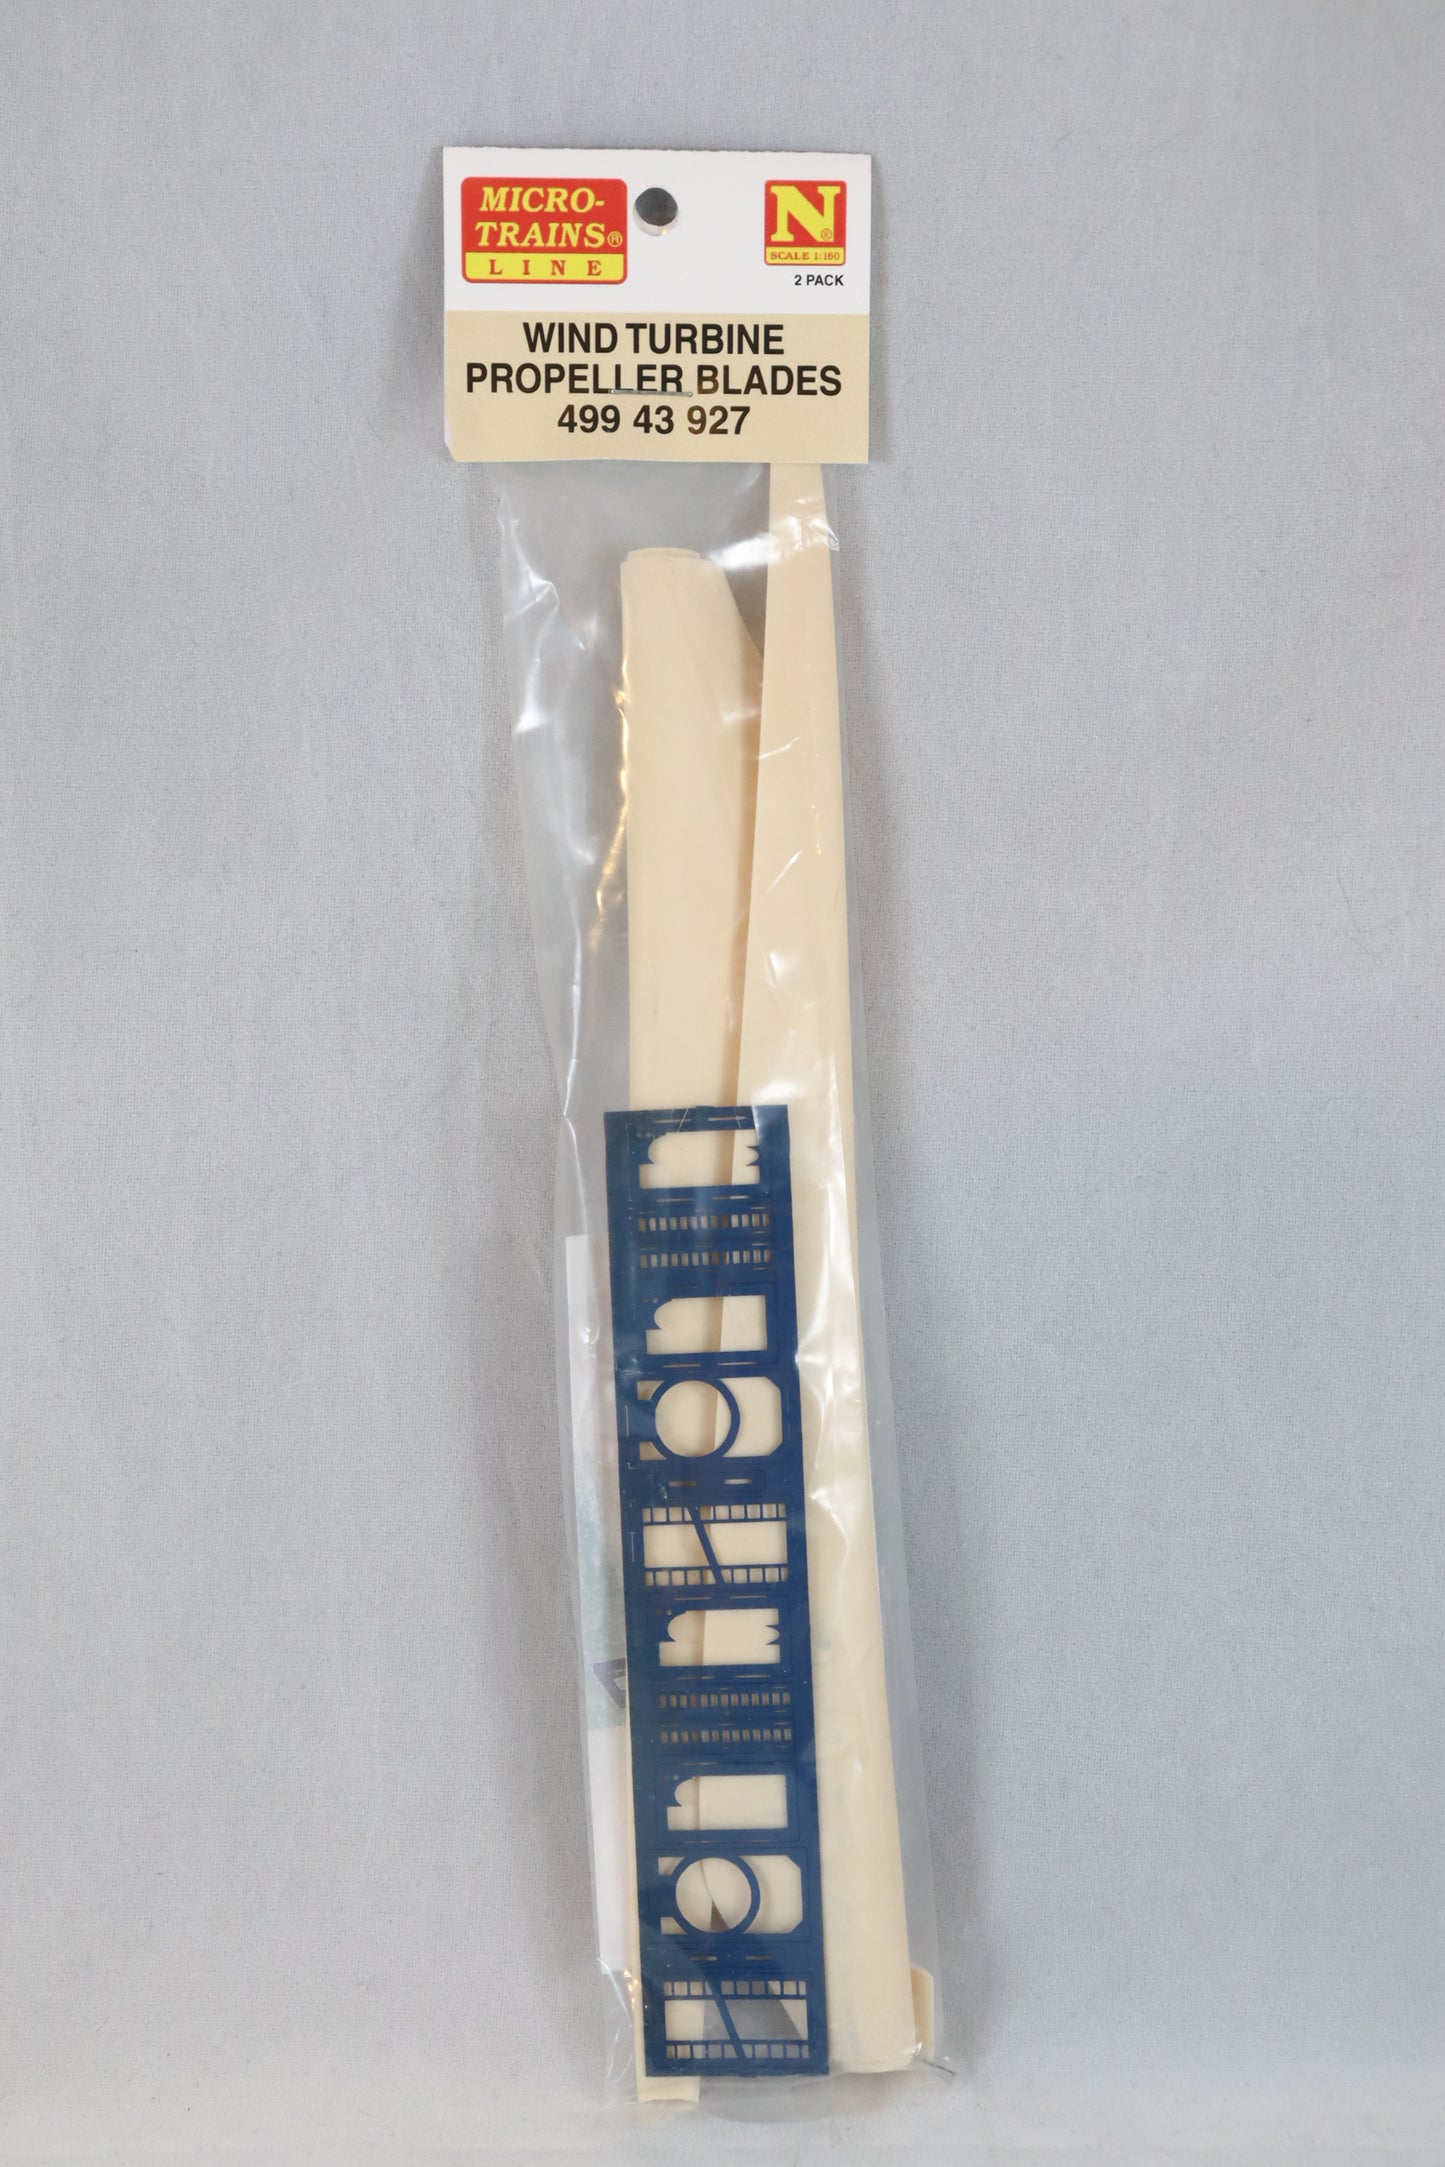 MICRO-
TRAINS®
LINE
N®
SCALE 1:160
2 PACK
WIND TURBINE
PROPELLER BLADES
499 43 927